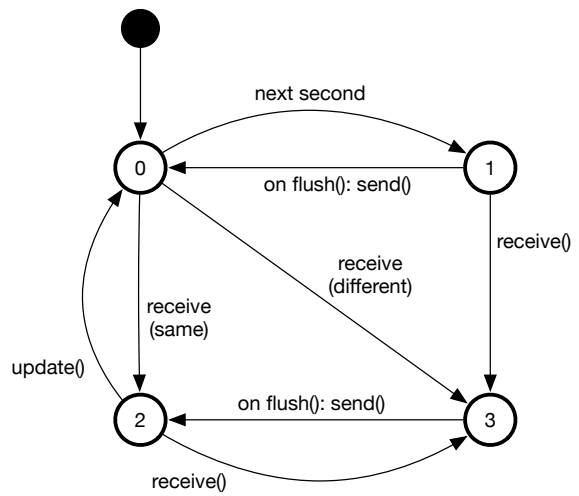 next second
0
1
on flush(): send()
receive()
receive
(different)
receive
(same)
update()
on flush(): send()
2
3
receive()